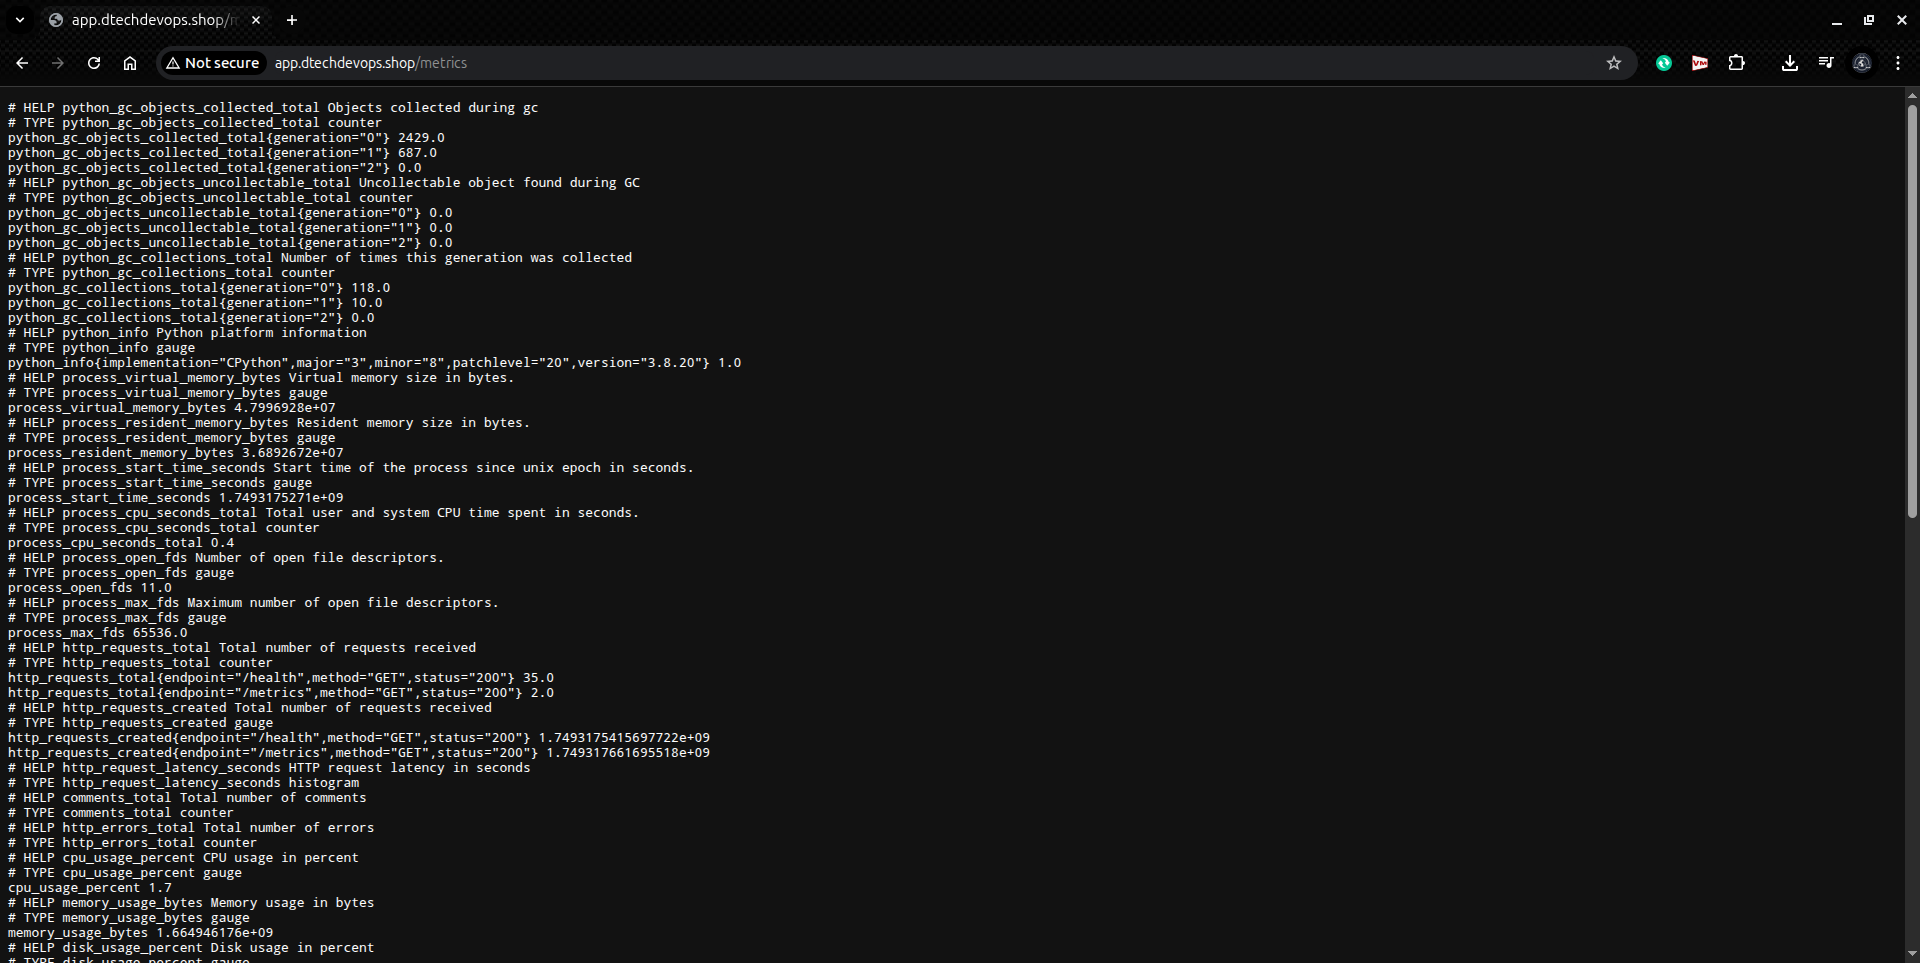 app.dtechdevops.shop/m
Not secure
app.dtechdevops.shop/metrics
VM
# HELP python_gc_objects_collected_total Objects collected during gc
# TYPE python_gc_objects_collected_total counter
python_gc_objects_collected_total{generation="0"} 2429.0
python_gc_objects_collected_total{generation="1"} 687.0
python_gc_objects_collected_total{generation="2"} 0.0
# HELP python_gc_objects_uncollectable_total Uncollectable object found during GC
# TYPE python_gc_objects_uncollectable_total counter
python_gc_objects_uncollectable_total{generation="0"} 0.0
python_gc_objects_uncollectable_total{generation="1"} 0.0
python_gc_objects_uncollectable_total{generation="2"} 0.0
# HELP python_gc_collections_total Number of times this generation was collected
# TYPE python_gc_collections_total counter
python_gc_collections_total{generation="0"} 118.0
python_gc_collections_total{generation="1"} 10.0
python_gc_collections_total{generation="2"} 0.0
# HELP python_info Python platform information
# TYPE python_info gauge
python_info{implementation="CPython",major="3",minor="8",patchlevel="20",version="3.8.20"} 1.0
# HELP process_virtual_memory_bytes Virtual memory size in bytes.
# TYPE process_virtual_memory_bytes gauge
process_virtual_memory_bytes 4.7996928e+07
# HELP process_resident_memory_bytes Resident memory size in bytes.
# TYPE process_resident_memory_bytes gauge
process_resident_memory_bytes 3.6892672e+07
# HELP process_start_time_seconds Start time of the process since unix epoch in seconds.
# TYPE process_start_time_seconds gauge
process_start_time_seconds 1.7493175271e+09
# HELP process_cpu_seconds_total Total user and system CPU time spent in seconds.
# TYPE process_cpu_seconds_total counter
process_cpu_seconds_total 0.4
# HELP process_open_fds Number of open file descriptors.
# TYPE process_open_fds gauge
process_open_fds 11.0
# HELP process_max_fds Maximum number of open file descriptors.
# TYPE process_max_fds gauge
process_max_fds 65536.0
# HELP http_requests_total Total number of requests received
# TYPE http_requests_total counter
http_requests_total{endpoint="/health",method="GET",status="200"} 35.0
http_requests_total{endpoint="/metrics",method="GET",status="200"} 2.0
# HELP http_requests_created Total number of requests received
# TYPE http_requests_created gauge
http_requests_created{endpoint="/health",method="GET",status="200"} 1.7493175415697722e+09
http_requests_created{endpoint="/metrics",method="GET",status="200"} 1.749317661695518e+09
# HELP http_request_latency_seconds HTTP request latency in seconds
# TYPE http_request_latency_seconds histogram
# HELP comments_total Total number of comments
# TYPE comments_total counter
# HELP http_errors_total Total number of errors
# TYPE http_errors_total counter
# HELP cpu_usage_percent CPU usage in percent
# TYPE cpu_usage_percent gauge
cpu_usage_percent 1.7
# HELP memory_usage_bytes Memory usage in bytes
# TYPE memory_usage_bytes gauge
memory_usage_bytes 1.664946176e+09
# HELP disk_usage_percent Disk usage in percent
# TYPE disk_usage_percent gauge